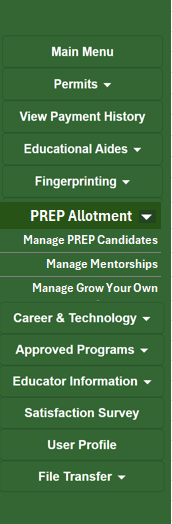 Main Menu
Permits
View Payment History
Educational Aides
Fingerprinting
PREP Allotment
Manage PREP Candidates
Manage Mentorships
Manage Grow Your Own
Career & Technology
Approved Programs
Educator Information
Satisfaction Survey
User Profile
File Transfer